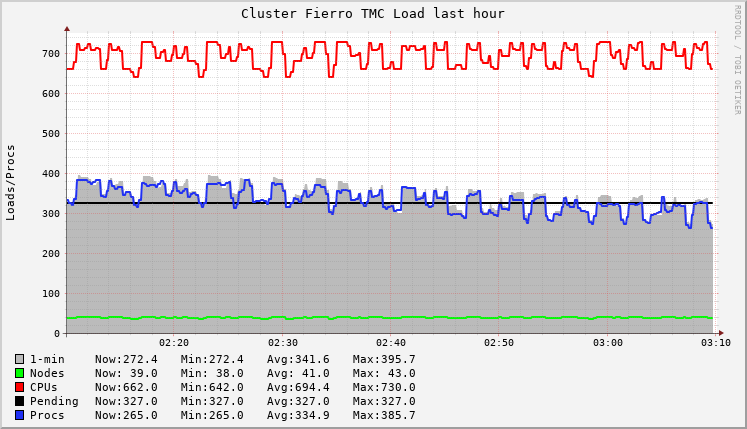 Cluster Fierro TMC Load last hour
RRDTOOL / TOBI OETIKER
Loads/Procs
700
600
500
400
300
200
100
0
02:20 02:30 02:40 02:50 03:00 03:10
1-min Now:272.4 Min:272.4 Avg:341.6 Max:395.7
Nodes Now: 39.0 Min: 38.0 Avg: 41.0 Max: 43.0
CPUs Now:662.0 Min:642.0 Avg:694.4 Max:730.0
Pending Now:327.0 Min:327.0 Avg:327.0 Max:327.0
Procs Now:265.0 Min:265.0 Avg:334.9 Max:385.7